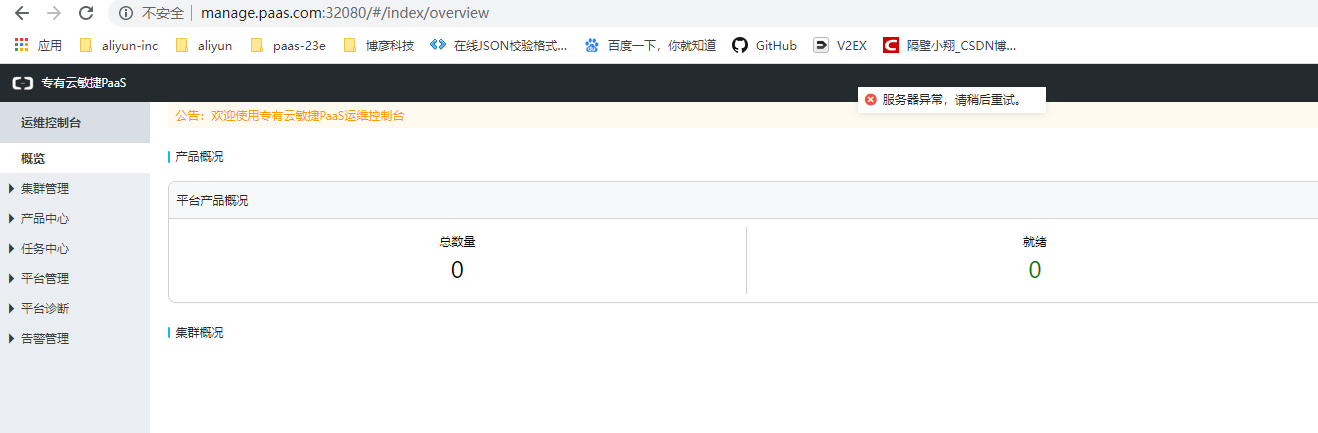 不安全 manage.paas.com:32080/#/index/overview
应用 aliyun-inc aliyun paas-23e 博彦科技 在线JSON校验格式... 百度一下，你就知道 GitHub V2EX 隔壁小翔_CSDN博...
专有云敏捷PaaS
服务器异常，请稍后重试。
运维控制台
公告：欢迎使用专有云敏捷PaaS运维控制台
概览
产品概况
集群管理
平台产品概况
产品中心
总数量 就绪
任务中心
0 0
平台管理
平台诊断
集群概况
告警管理